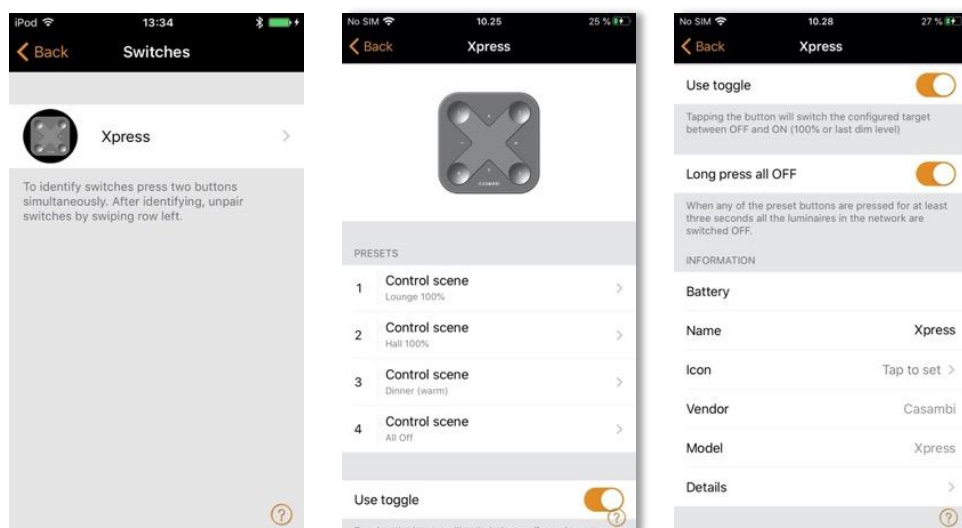 iPod 13:34
Back Switches
Xpress
To identify switches press two buttons
simultaneously. After identifying, unpair
switches by swiping row left.
?
No SIM 10.25 25 %
Back Xpress
CASAMBI
PRESETS
1 Control scene
Lounge 100%
2 Control scene
Hall 100%
3 Control scene
Dinner (warm)
4 Control scene
All Off
Use toggle
?
No SIM 10.28 27 %
Back Xpress
Use toggle
Tapping the button will switch the configured target
between OFF and ON (100% or last dim level)
Long press all OFF
When any of the preset buttons are pressed for at least
three seconds all the luminaires in the network are
switched OFF.
INFORMATION
Battery
Name Xpress
Icon Tap to set
Vendor Casambi
Model Xpress
Details
?